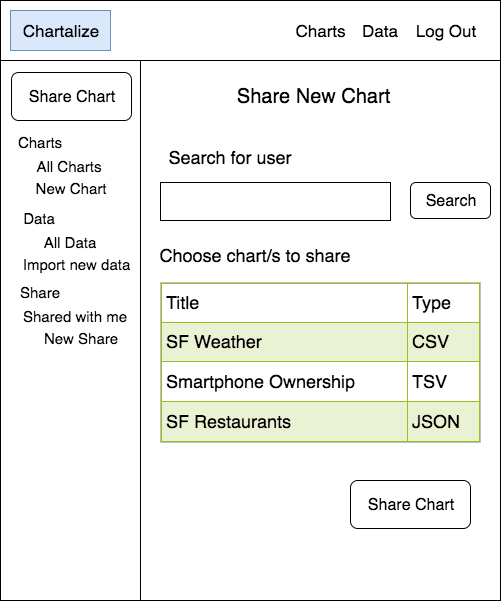 Chartalize
Charts Data Log Out
Share Chart
Charts
All Charts
New Chart
Data
All Data
Import new data
Share
Shared with me
New Share
Share New Chart
Search for user
Search
Choose chart/s to share
Title Type
SF Weather CSV
Smartphone Ownership TSV
SF Restaurants JSON
Share Chart